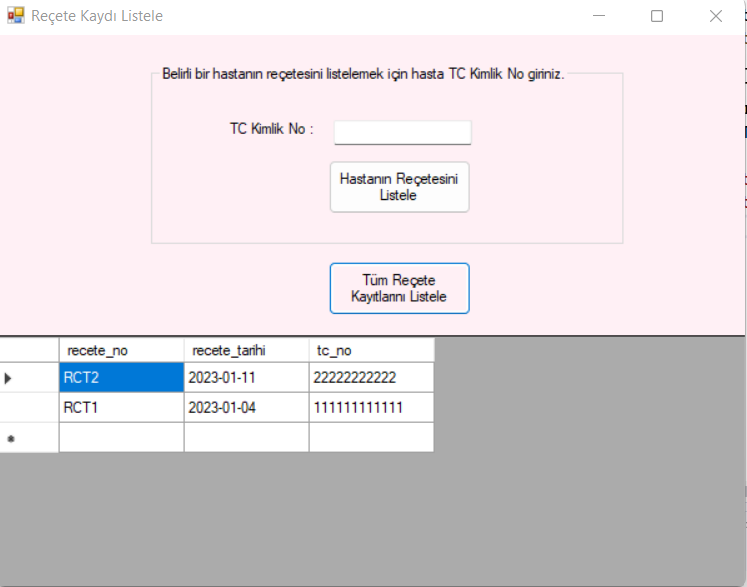 Reçete Kaydı Listele
Belirli bir hastanın reçetesini listelemek için hasta TC Kimlik No giriniz.
TC Kimlik No :
Hastanın Reçetesini
Listele
Tüm Reçete
Kayıtlarını Listele
recete_no recete_tarihi tc_no
RCT2 2023-01-11 22222222222
RCT1 2023-01-04 111111111111